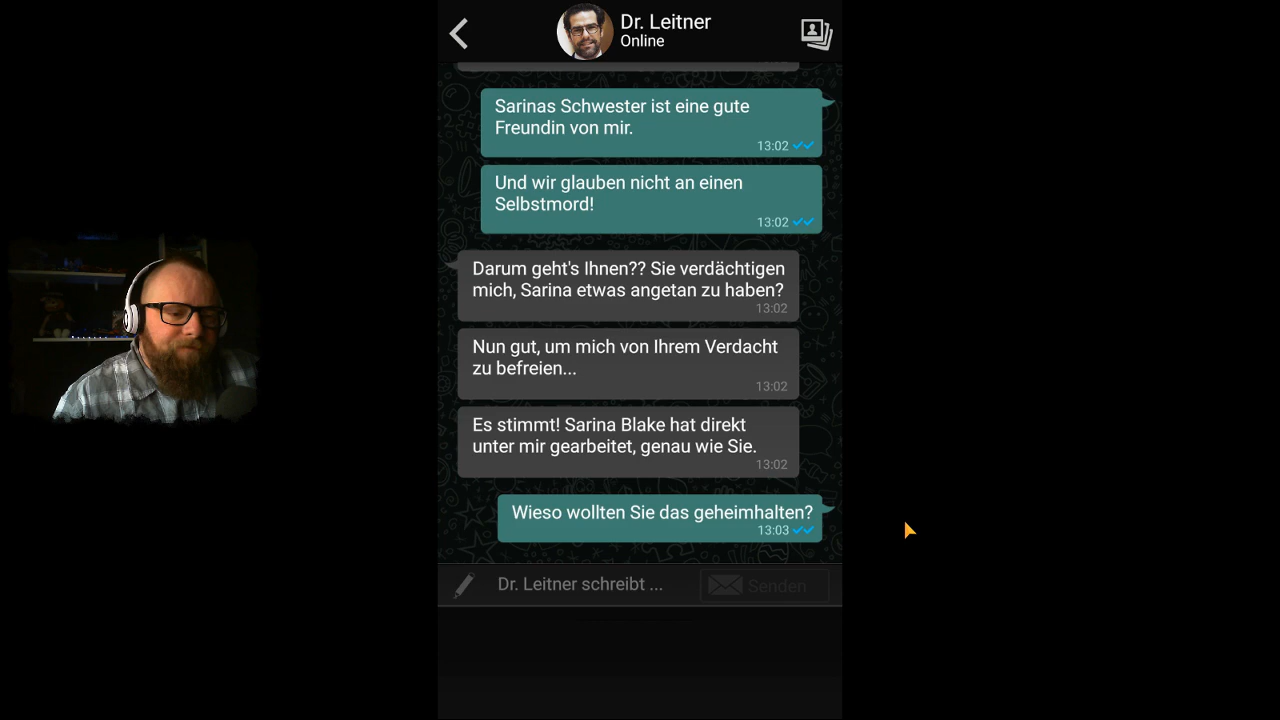 Dr. Leitner
Online
Sarinas Schwester ist eine gute
Freundin von mir.
13:02
Und wir glauben nicht an einen
Selbstmord!
13:02
Darum geht's Ihnen?? Sie verdächtigen
mich, Sarina etwas angetan zu haben?
13:02
Nun gut, um mich von Ihrem Verdacht
zu befreien...
13:02
Es stimmt! Sarina Blake hat direkt
unter mir gearbeitet, genau wie Sie.
13:02
Wieso wollten Sie das geheimhalten?
13:03
Dr. Leitner schreibt ...
Senden